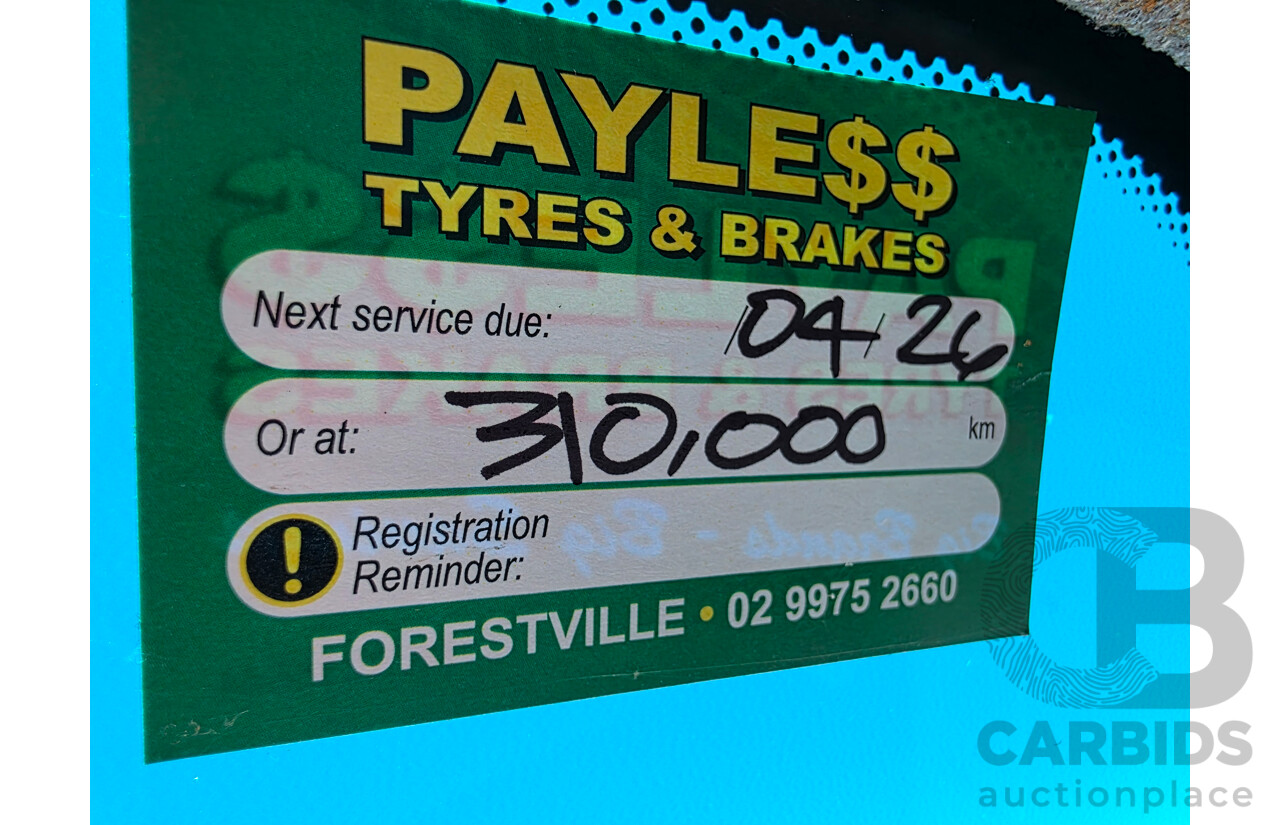 PAYLE$$
TYRES & BRAKES
Next service due: /04/26
Or at: 310,000 km
! Registration
Reminder:
FORESTVILLE • 02 9975 2660
CB
CARBIDS
auctionplace